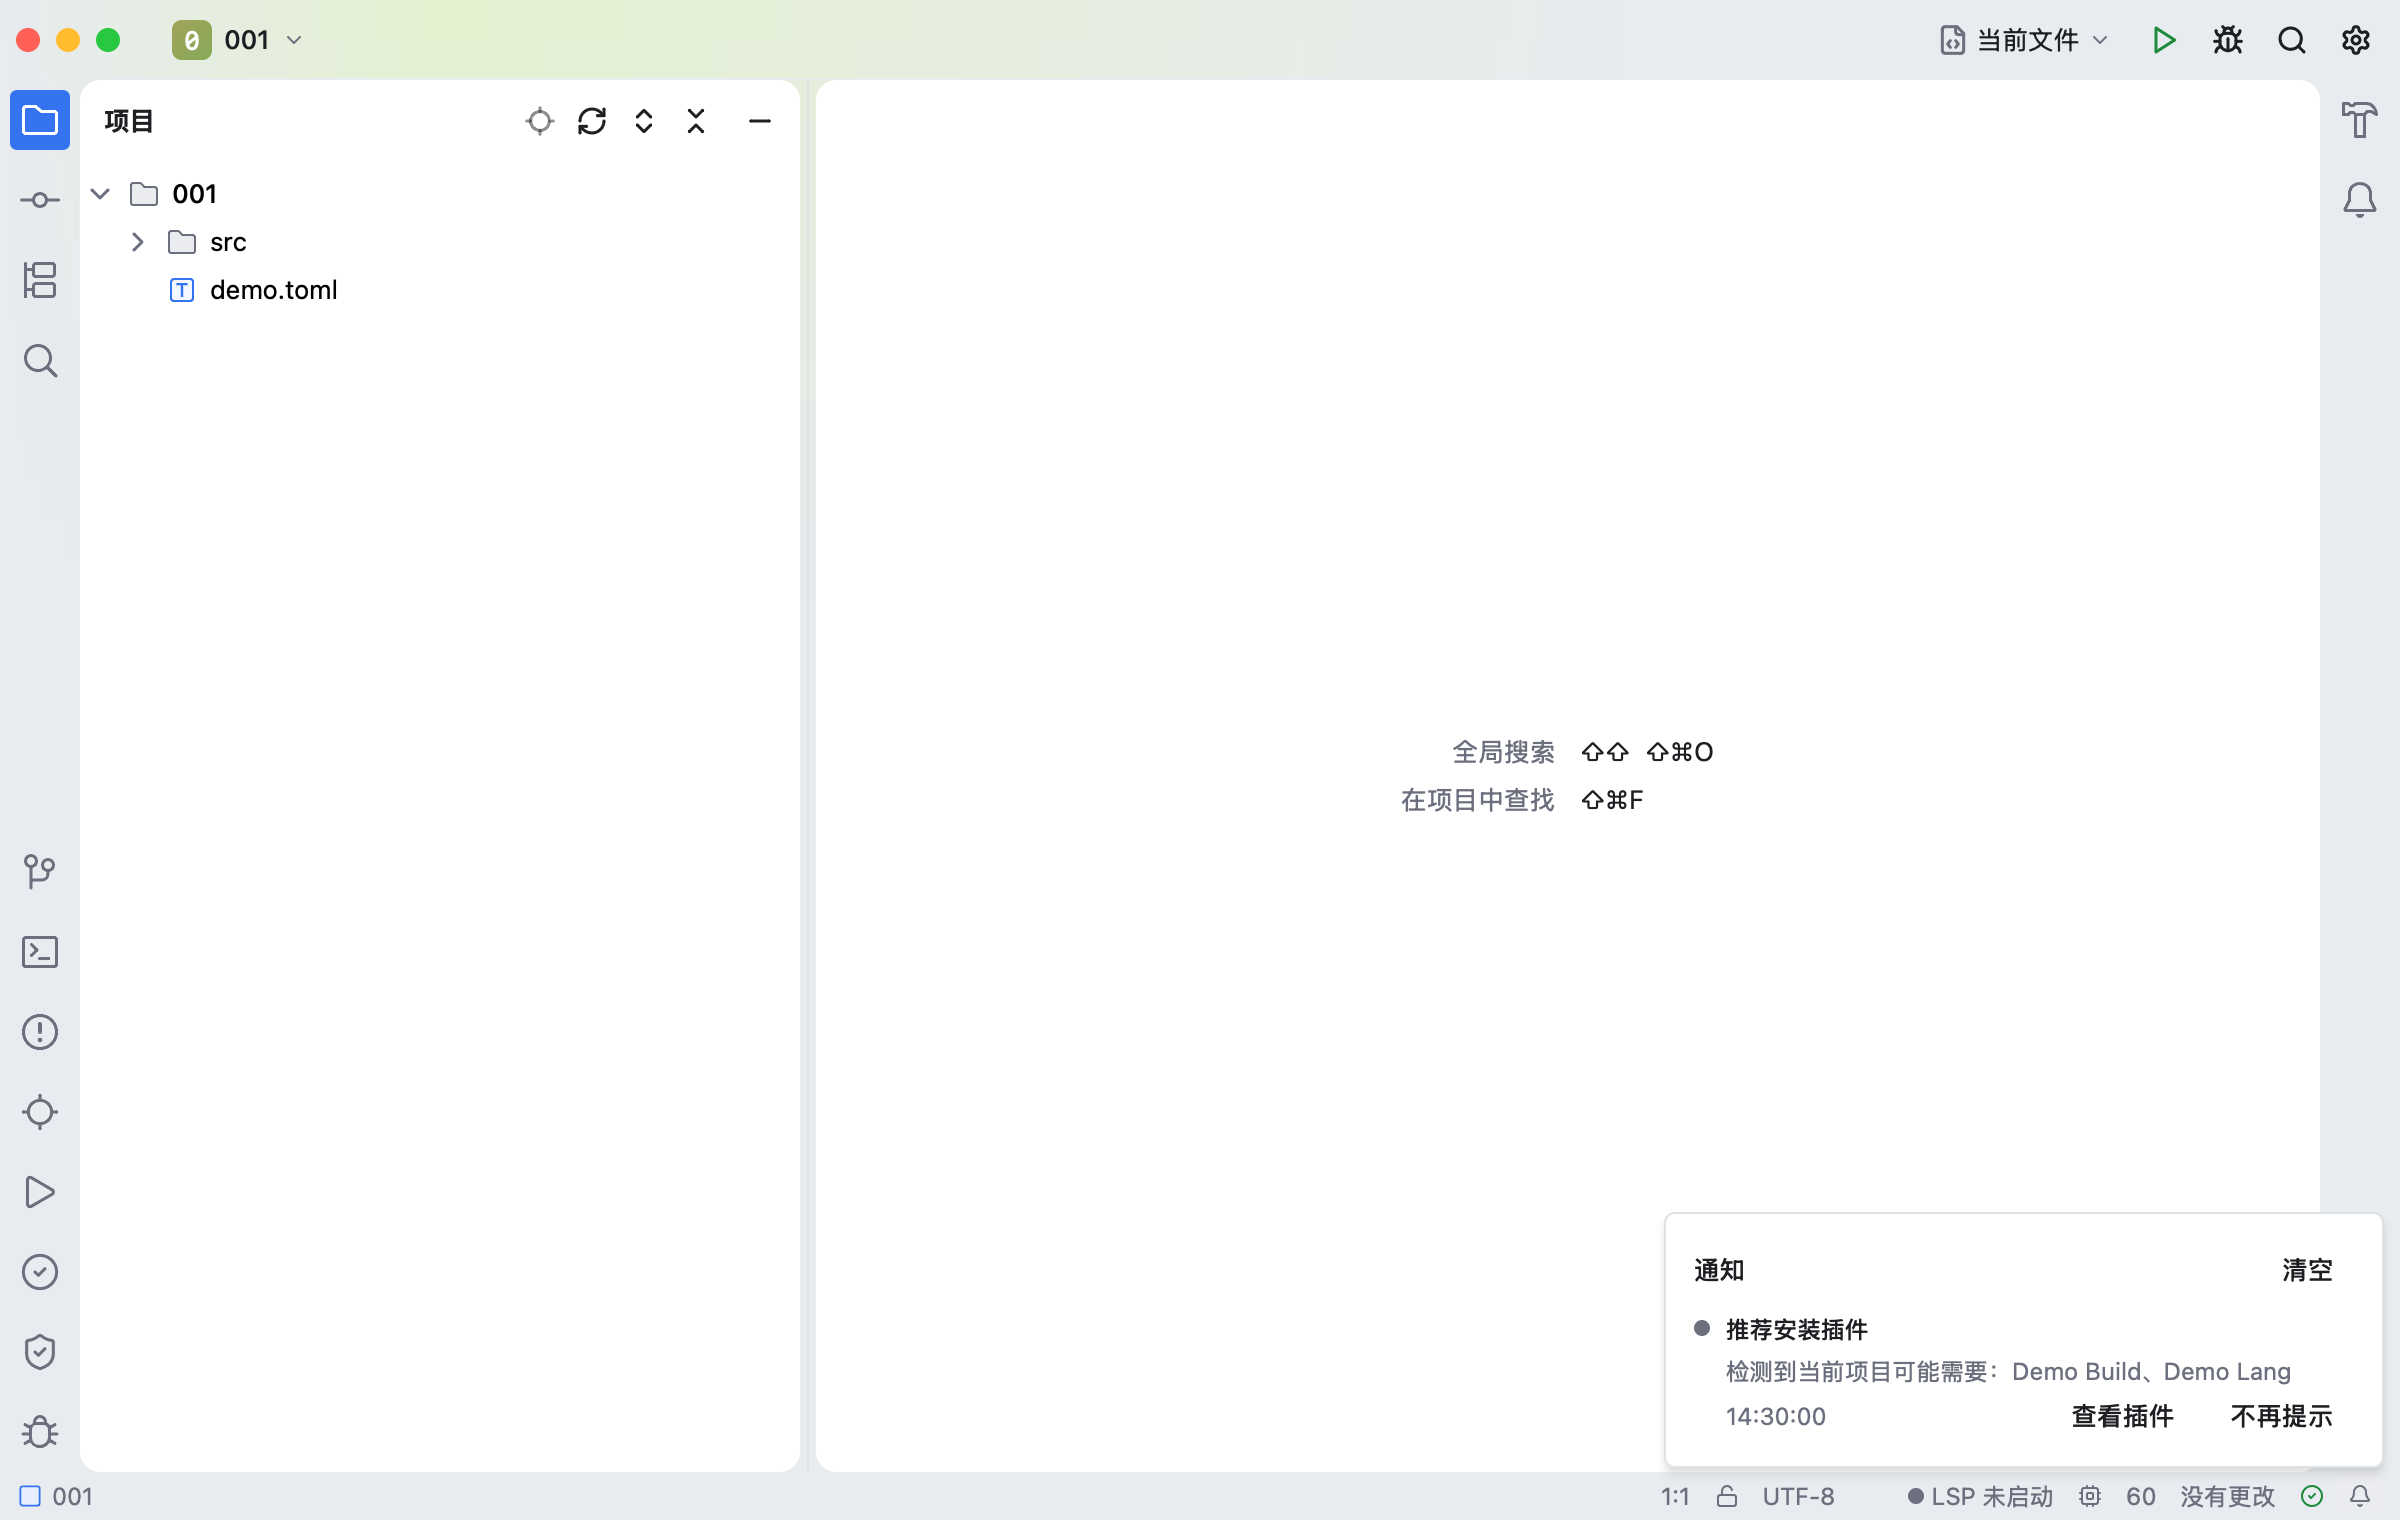 0 001
当前文件
项目
001
src
T demo.toml
全局搜索 ⇧⇧ ⇧⌘O
在项目中查找 ⇧⌘F
通知 清空
推荐安装插件
检测到当前项目可能需要：Demo Build、Demo Lang
14:30:00 查看插件 不再提示
001 1:1 UTF-8 LSP 未启动 60 没有更改